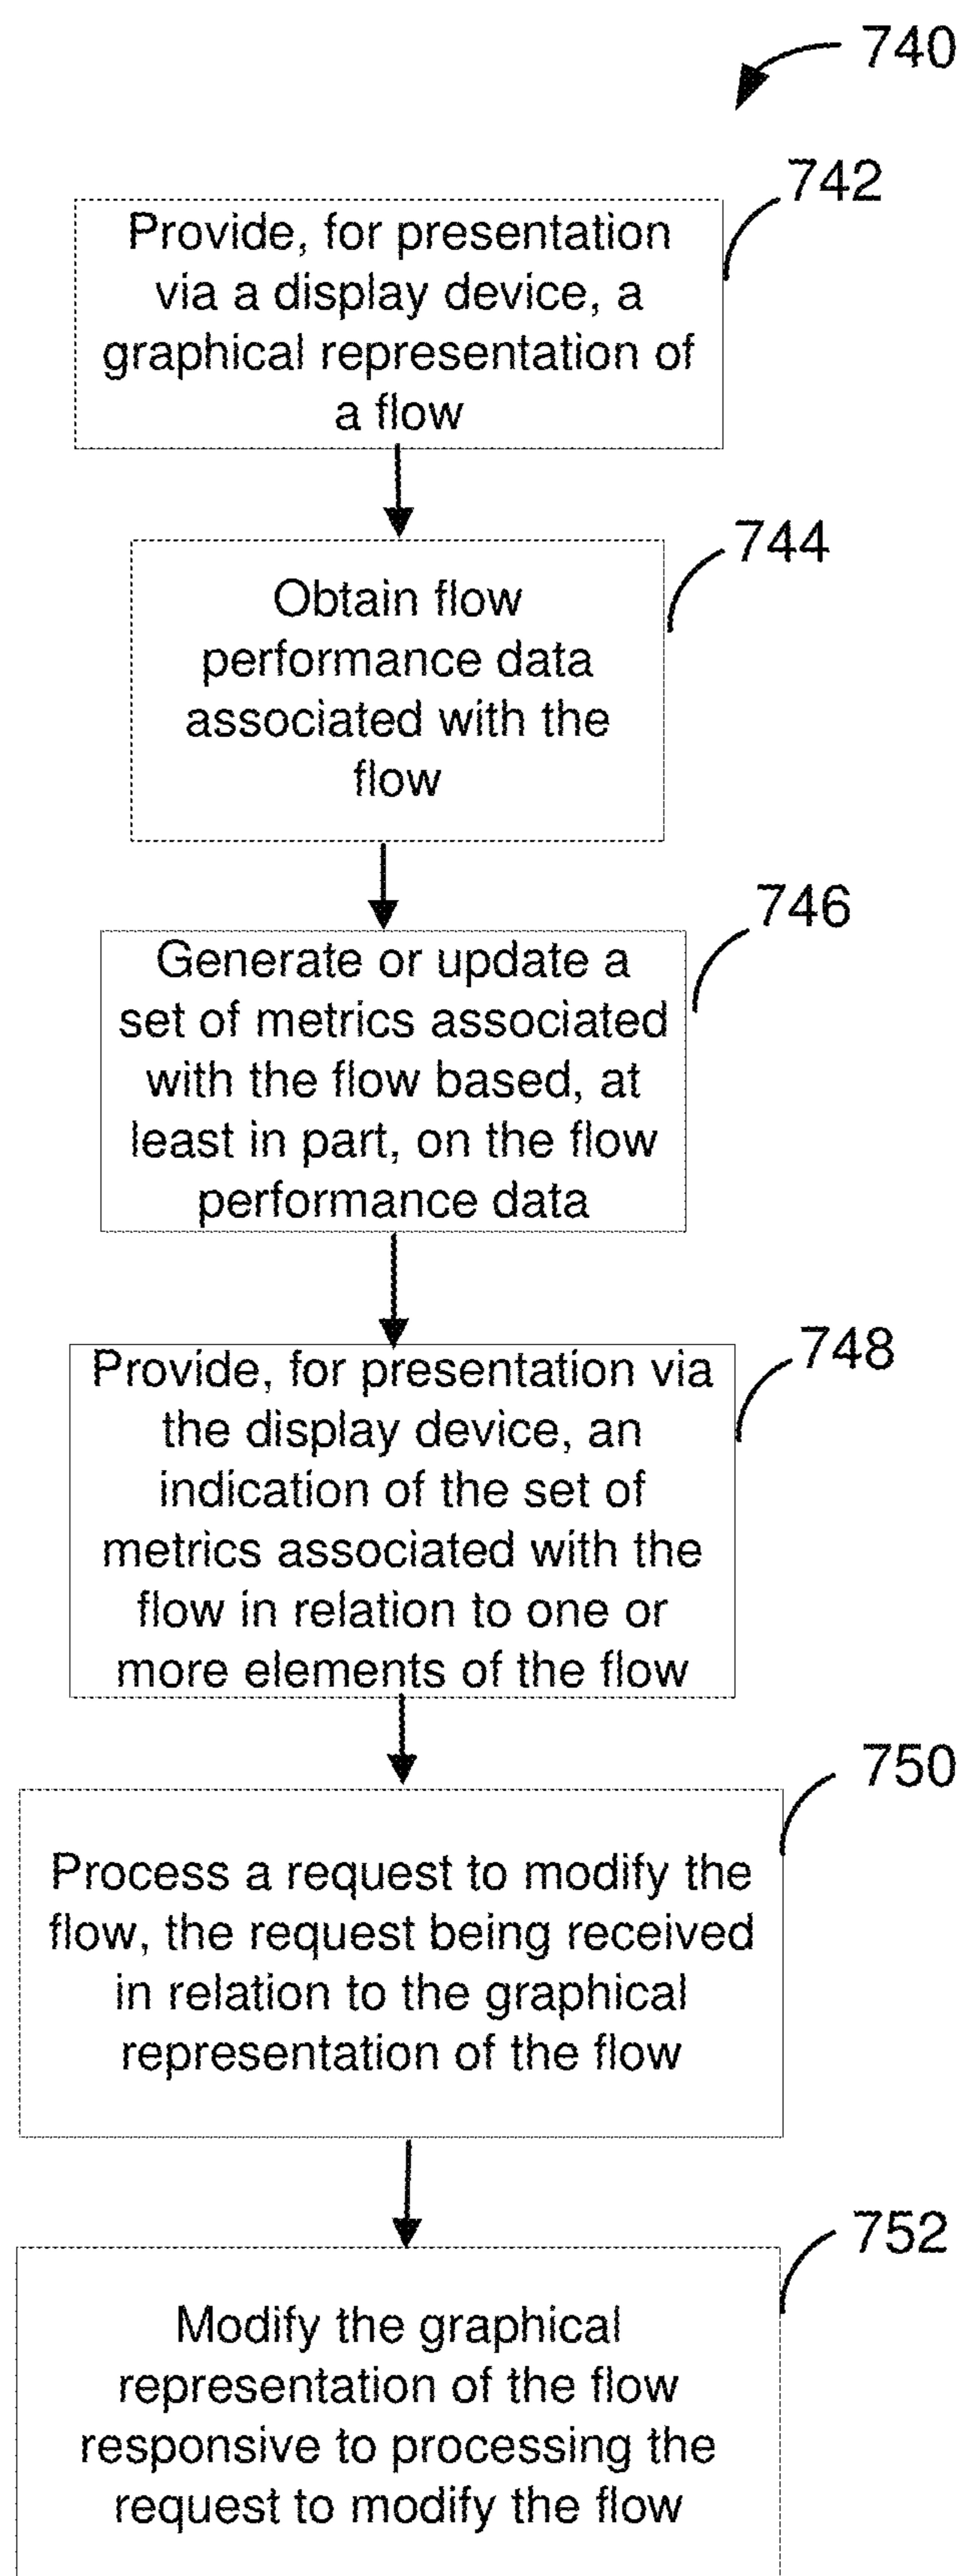 740
742
Provide, for presentation
via a display device, a
graphical representation of
a flow
744
Obtain flow
performance data
associated with the
flow
746
Generate or update a
set of metrics associated
with the flow based, at
least in part, on the flow
performance data
748
Provide, for presentation via
the display device, an
indication of the set of
metrics associated with the
flow in relation to one or
more elements of the flow
750
Process a request to modify the
flow, the request being received
in relation to the graphical
representation of the flow
752
Modify the graphical
representation of the flow
responsive to processing the
request to modify the flow